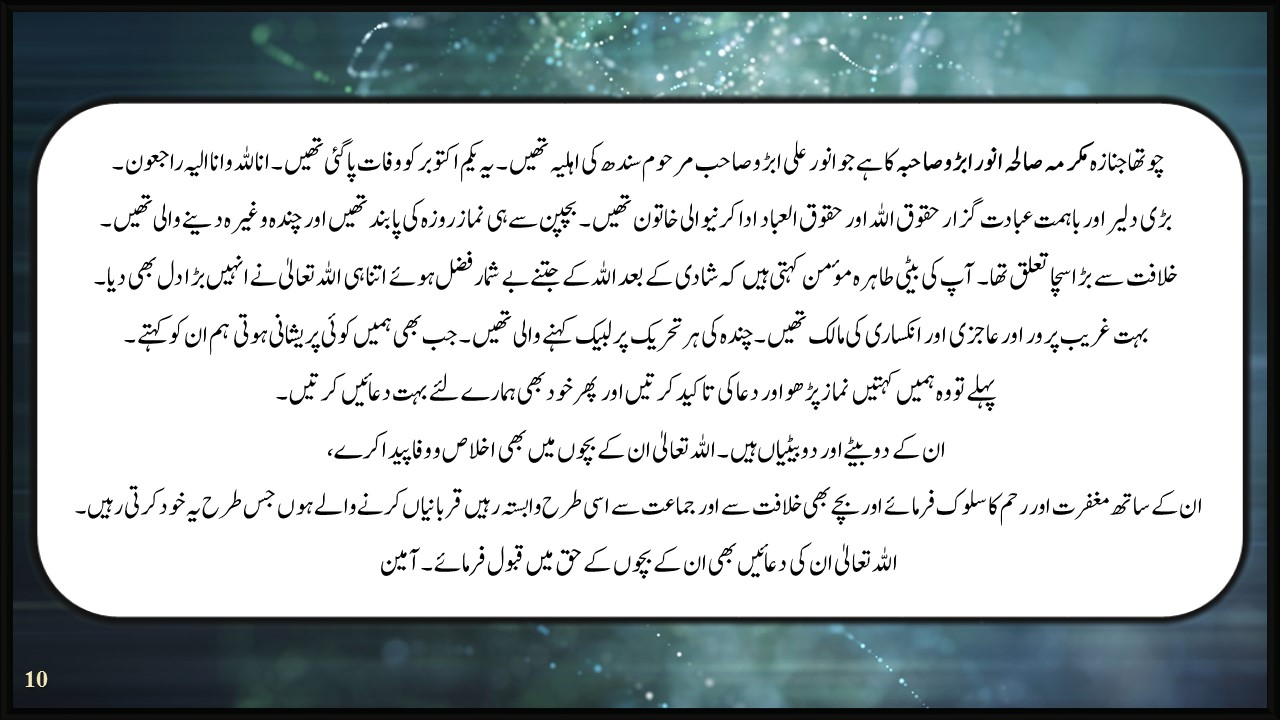 چوتھا جنازہ مکرمہ صالحہ انور ابڑو صاحبہ کا ہے جو انور علی ابڑو صاحب مرحوم سندھ کی اہلیہ تھیں۔ یہ یکم اکتوبر کو وفات پاگئی تھیں۔ اناللہ وانا الیہ راجعون۔
بڑی دلیر اور باہمت عبادت گزار حقوق اللہ اور حقوق العباد ادا کرنیوالی خاتون تھیں۔ بچپن سے ہی نماز روزہ کی پابند تھیں اور چندہ وغیرہ دینے والی تھیں۔
خلافت سے بڑا سچا تعلق تھا۔ آپ کی بیٹی طاہرہ مؤمن کہتی ہیں کہ شادی کے بعد اللہ کے جتنے بے شمار فضل ہوئے اتنا ہی اللہ تعالیٰ نے انہیں بڑا دل بھی دیا۔
بہت غریب پرور اور عاجزی اور انکساری کی مالک تھیں۔ چندہ کی ہر تحریک پر لبیک کہنے والی تھیں۔ جب بھی ہمیں کوئی پریشانی ہوتی ہم ان کو کہتے۔
پہلے تو وہ ہمیں کہتیں نماز پڑھو اور دعا کی تاکید کرتیں اور پھر خود بھی ہمارے لئے بہت دعائیں کرتیں۔
ان کے دو بیٹے اور دو بیٹیاں ہیں۔ اللہ تعالیٰ ان کے بچوں میں بھی اخلاص و وفا پیدا کرے،
ان کے ساتھ مغفرت اور رحم کا سلوک فرمائے اور بچے بھی خلافت سے اور جماعت سے اسی طرح وابستہ رہیں قربانیاں کرنے والے ہوں جس طرح یہ خود کرتی رہیں۔
اللہ تعالیٰ ان کی دعائیں بھی ان کے بچوں کے حق میں قبول فرمائے۔ آمین
10